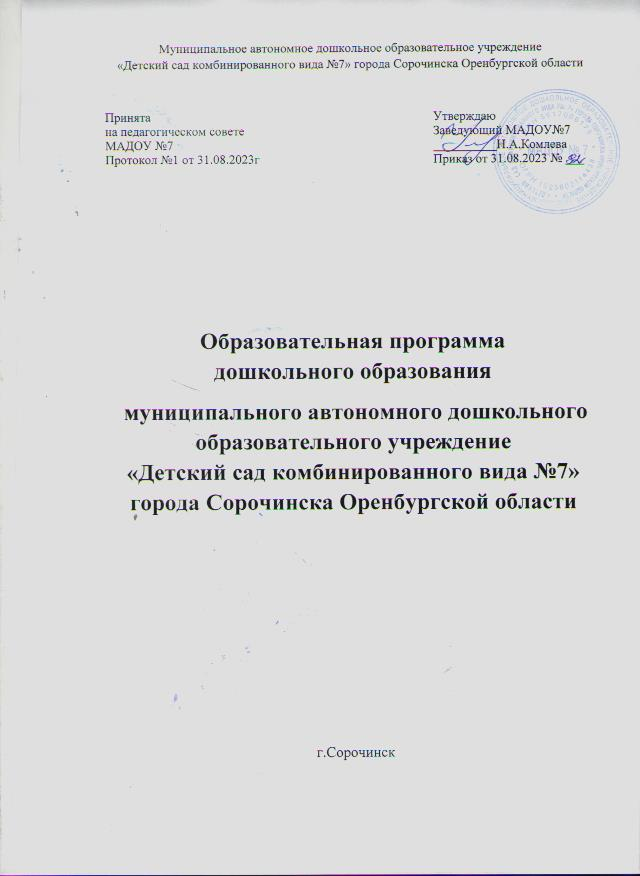 Муниципальное автономное дошкольное образовательное учреждение
«Детский сад комбинированного вида №7» города Сорочинска Оренбургской области
Принята
на педагогическом совете
МАДОУ №7
Протокол №1 от 31.08.2023г
Утверждаю
Заведующий МАДОУ№7
Н.А.Комлева
Приказ от 31.08.2023 №
Образовательная программа
дошкольного образования
муниципального автономного дошкольного
образовательного учреждение
«Детский сад комбинированного вида №7»
города Сорочинска Оренбургской области
г.Сорочинск